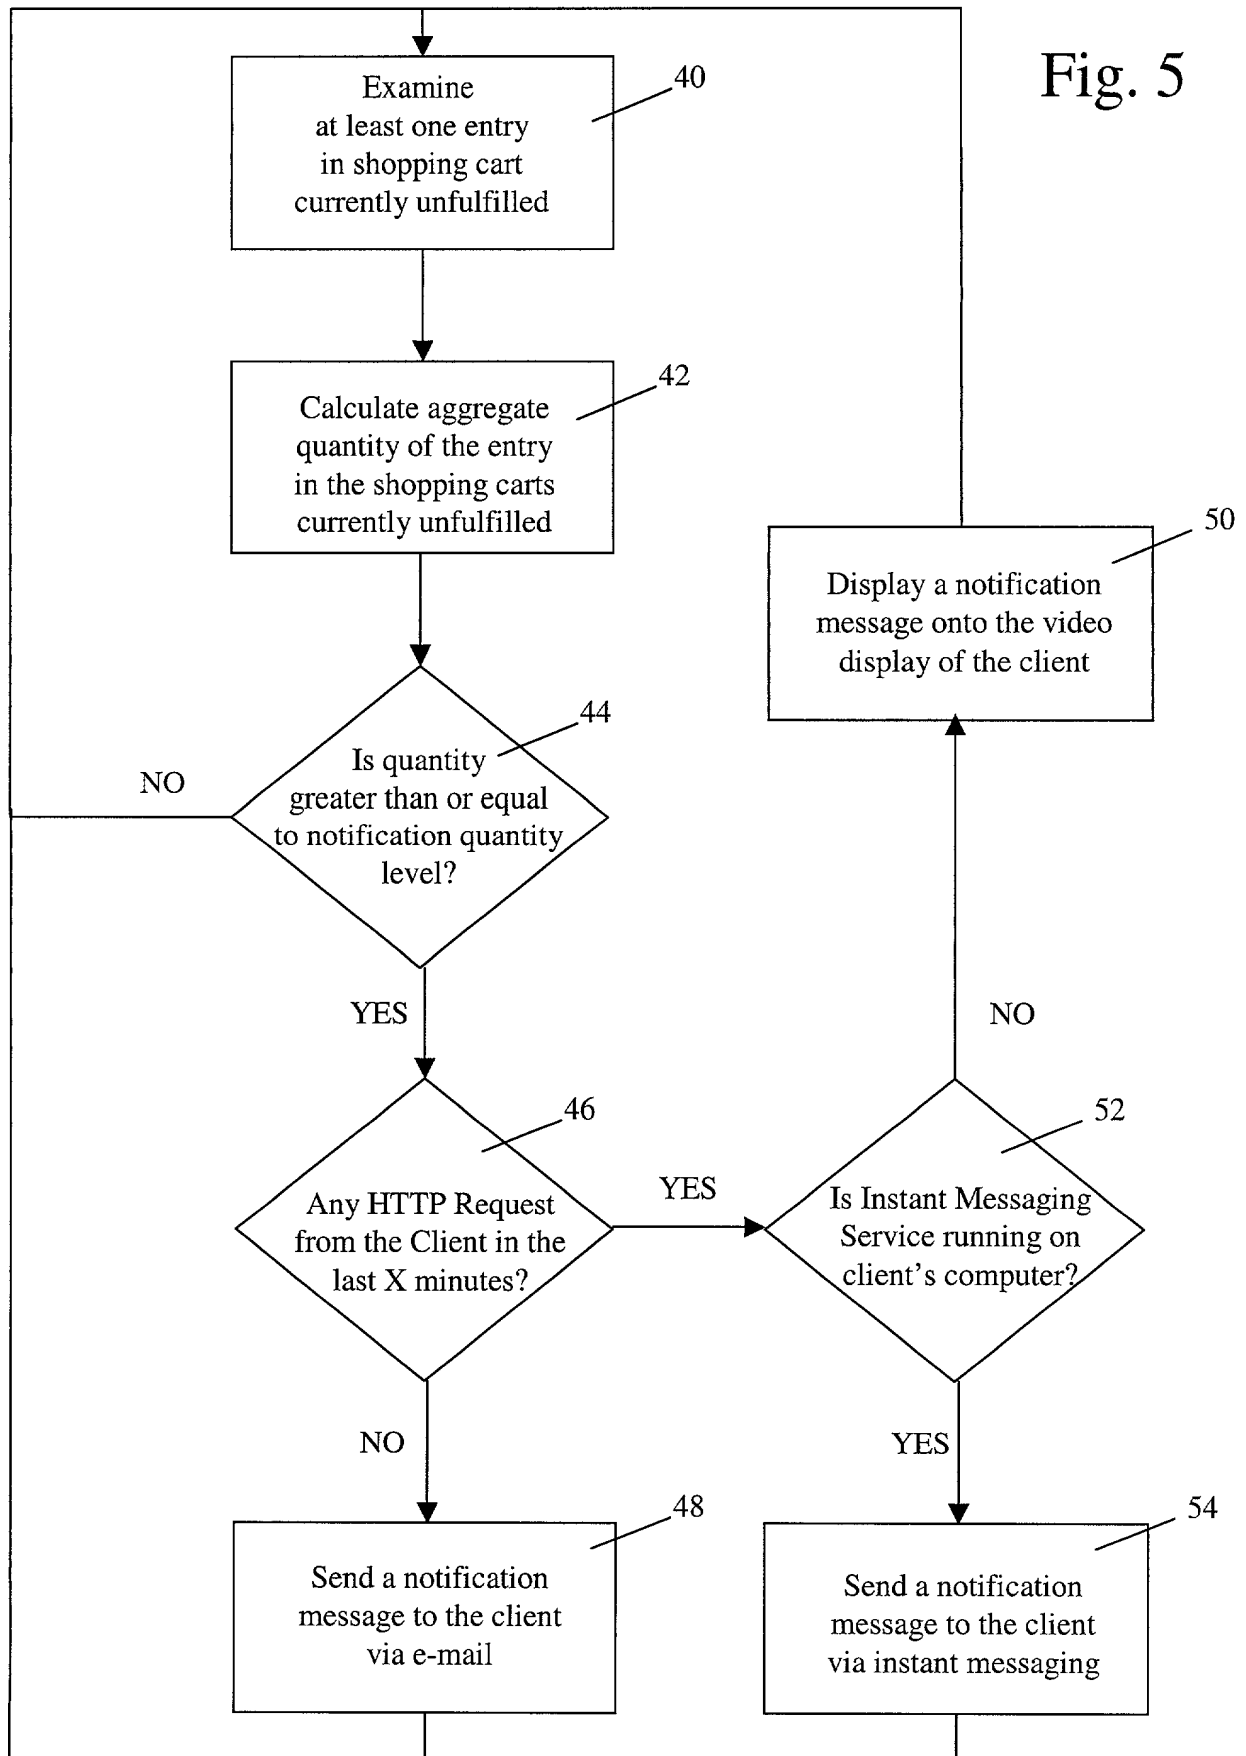 Fig. 5
40
Examine
at least one entry
in shopping cart
currently unfulfilled
42
Calculate aggregate
quantity of the entry
in the shopping carts
currently unfulfilled
50
Display a notification
message onto the video
display of the client
44
Is quantity
greater than or equal
to notification quantity
level?
NO
YES
NO
46
Any HTTP Request
from the Client in the
last X minutes?
YES
52
Is Instant Messaging
Service running on
client's computer?
NO
YES
48
Send a notification
message to the client
via e-mail
54
Send a notification
message to the client
via instant messaging